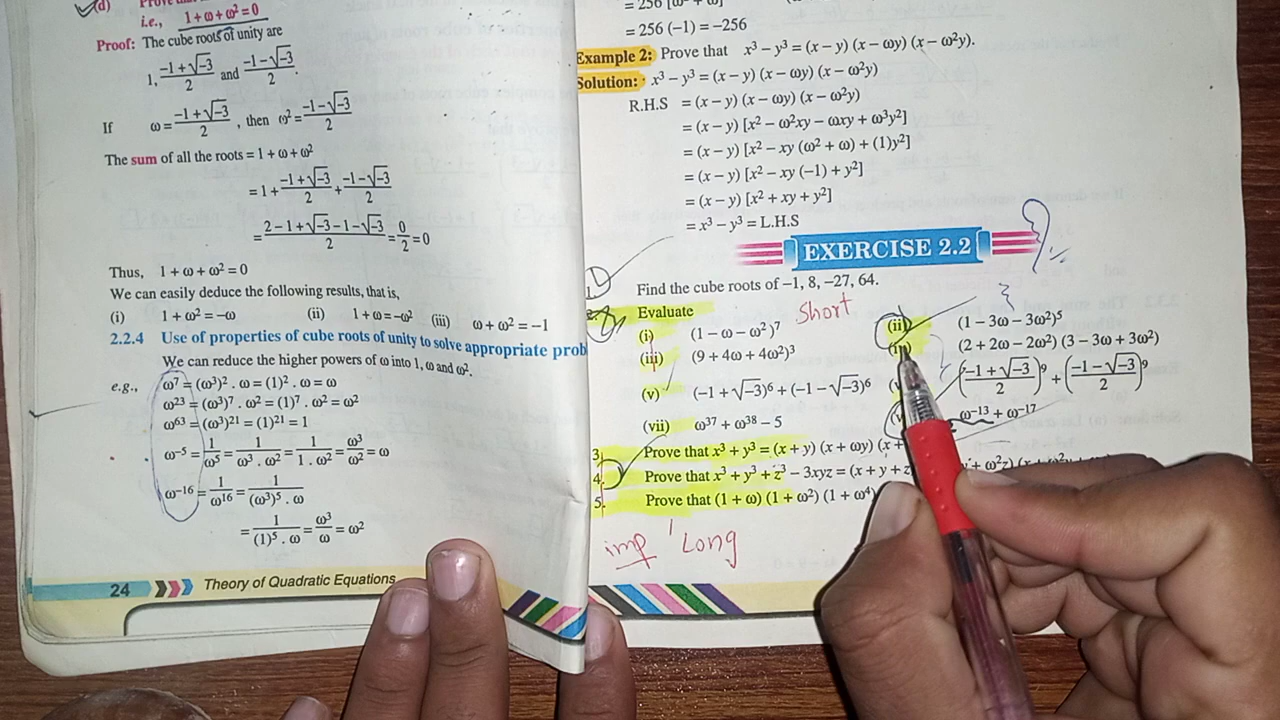 (d)
i.e., 1 + ω + ω² = 0
Proof: The cube roots of unity are
1, (−1 + √−3)/2 and (−1 − √−3)/2.
If ω = (−1 + √−3)/2, then ω² = (−1 − √−3)/2
The sum of all the roots = 1 + ω + ω²
= 1 + (−1 + √−3)/2 + (−1 − √−3)/2
= (2 − 1 + √−3 − 1 − √−3)/2 = 0/2 = 0
Thus, 1 + ω + ω² = 0
We can easily deduce the following results, that is,
(i) 1 + ω² = −ω (ii) 1 + ω = −ω² (iii) ω + ω² = −1
2.2.4 Use of properties of cube roots of unity to solve appropriate prob
We can reduce the higher powers of ω into 1, ω and ω².
e.g., ω⁷ = (ω³)² . ω = (1)² . ω = ω
ω²³ = (ω³)⁷ . ω² = (1)⁷ . ω² = ω²
ω⁶³ = (ω³)²¹ = (1)²¹ = 1
ω⁻⁵ = 1/ω⁵ = 1/(ω³ . ω²) = 1/(1 . ω²) = ω³/ω² = ω
ω⁻¹⁶ = 1/ω¹⁶ = 1/((ω³)⁵ . ω)
= 1/((1)⁵ . ω) = ω³/ω = ω²
24 Theory of Quadratic Equations
= 256 (−1) = −256
Example 2: Prove that x³ − y³ = (x − y) (x − ωy) (x − ω²y).
Solution: x³ − y³ = (x − y) (x − ωy) (x − ω²y)
R.H.S = (x − y) (x − ωy) (x − ω²y)
= (x − y) [x² − ω²xy − ωxy + ω³y²]
= (x − y) [x² − xy (ω² + ω) + (1)y²]
= (x − y) [x² − xy (−1) + y²]
= (x − y) [x² + xy + y²]
= x³ − y³ = L.H.S
EXERCISE 2.2
1. Find the cube roots of −1, 8, −27, 64.
2. Evaluate short
(i) (1 − ω − ω²)⁷ (ii) (1 − 3ω − 3ω²)⁵
(iii) (9 + 4ω + 4ω²)³ (2 + 2ω − 2ω²) (3 − 3ω + 3ω²)
(v) (−1 + √−3)⁶ + (−1 − √−3)⁶ ((−1 + √−3)/2)⁹ + ((−1 − √−3)/2)⁹
(vii) ω³⁷ + ω³⁸ − 5 ω⁻¹³ + ω⁻¹⁷
3. Prove that x³ + y³ = (x + y) (x + ωy) (x +
4. Prove that x³ + y³ + z³ − 3xyz = (x + y + z + ω²z)
5. Prove that (1 + ω) (1 + ω²) (1 + ω⁴)
imp Long